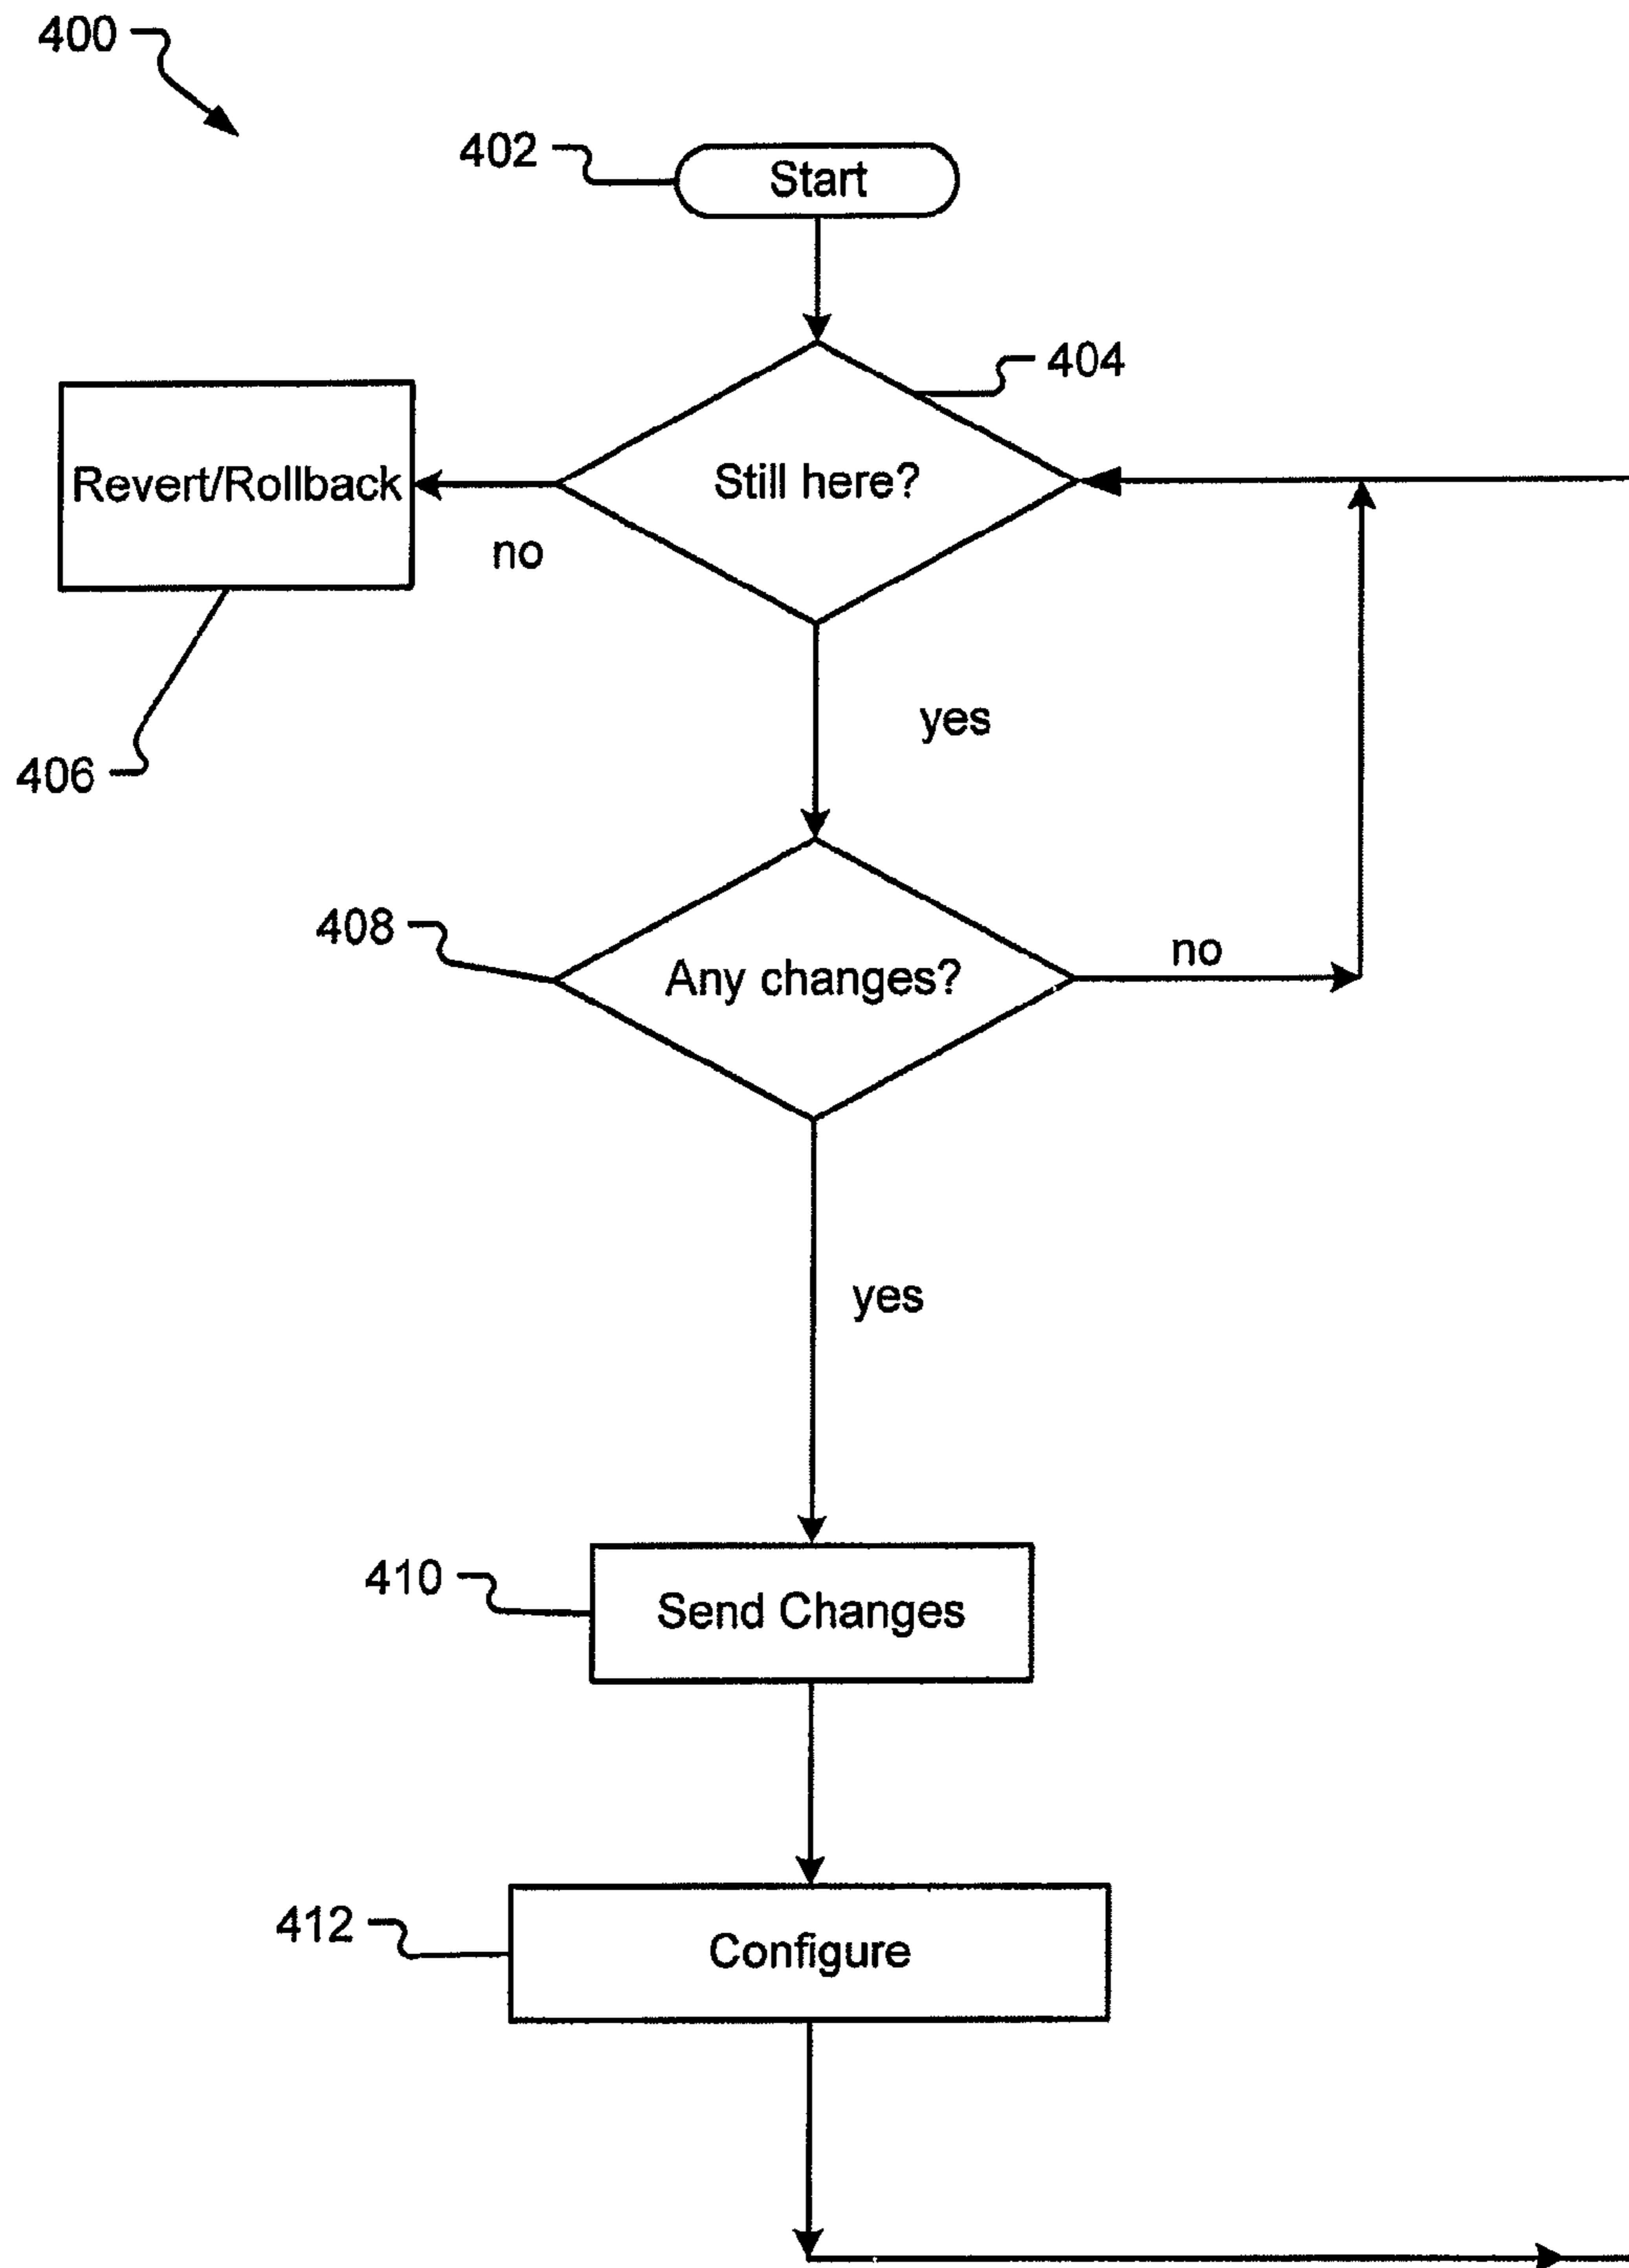 400
402
Start
404
Still here?
Revert/Rollback
no
yes
406
408
Any changes?
no
yes
410
Send Changes
412
Configure